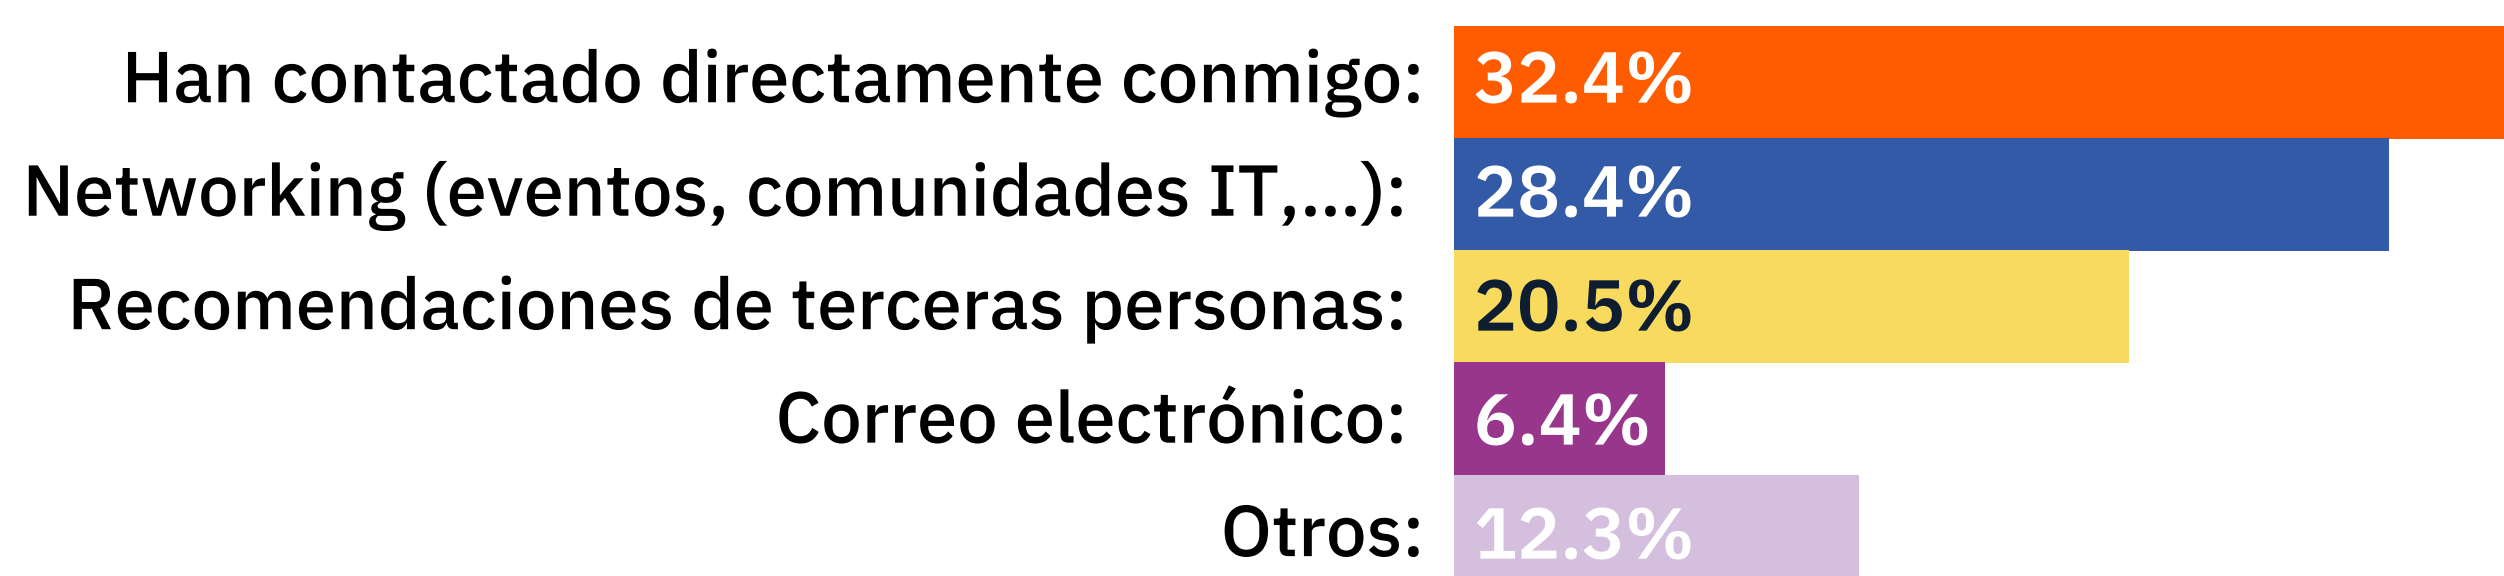 Han contactado directamente conmigo: 32.4%
Networking (eventos, comunidades IT,...): 28.4%
Recomendaciones de terceras personas: 20.5%
Correo electrónico: 6.4%
Otros: 12.3%